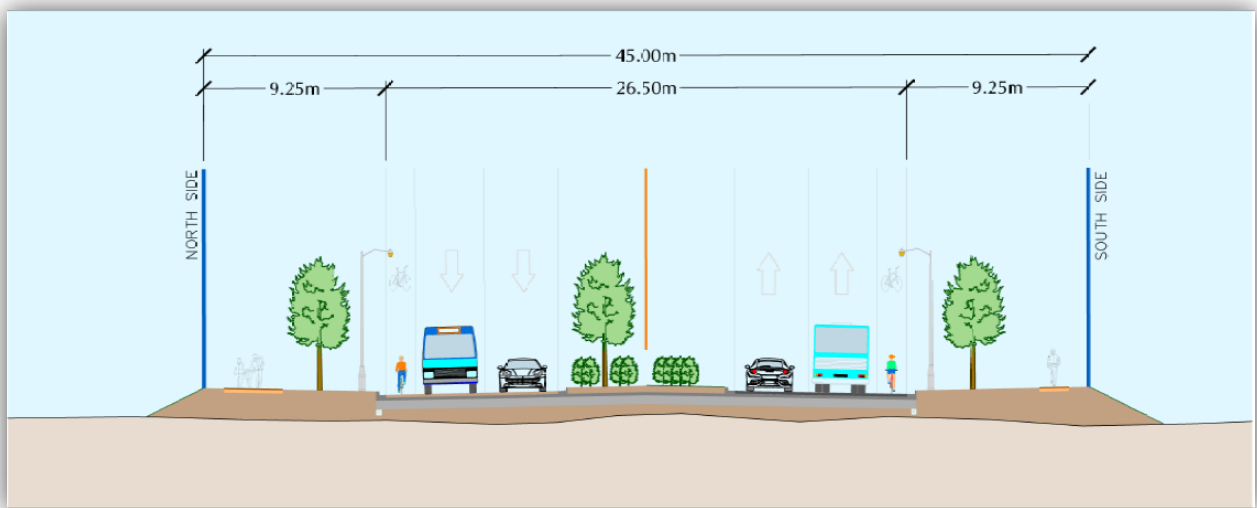 45.00m
9.25m
26.50m
9.25m
NORTH SIDE
SOUTH SIDE